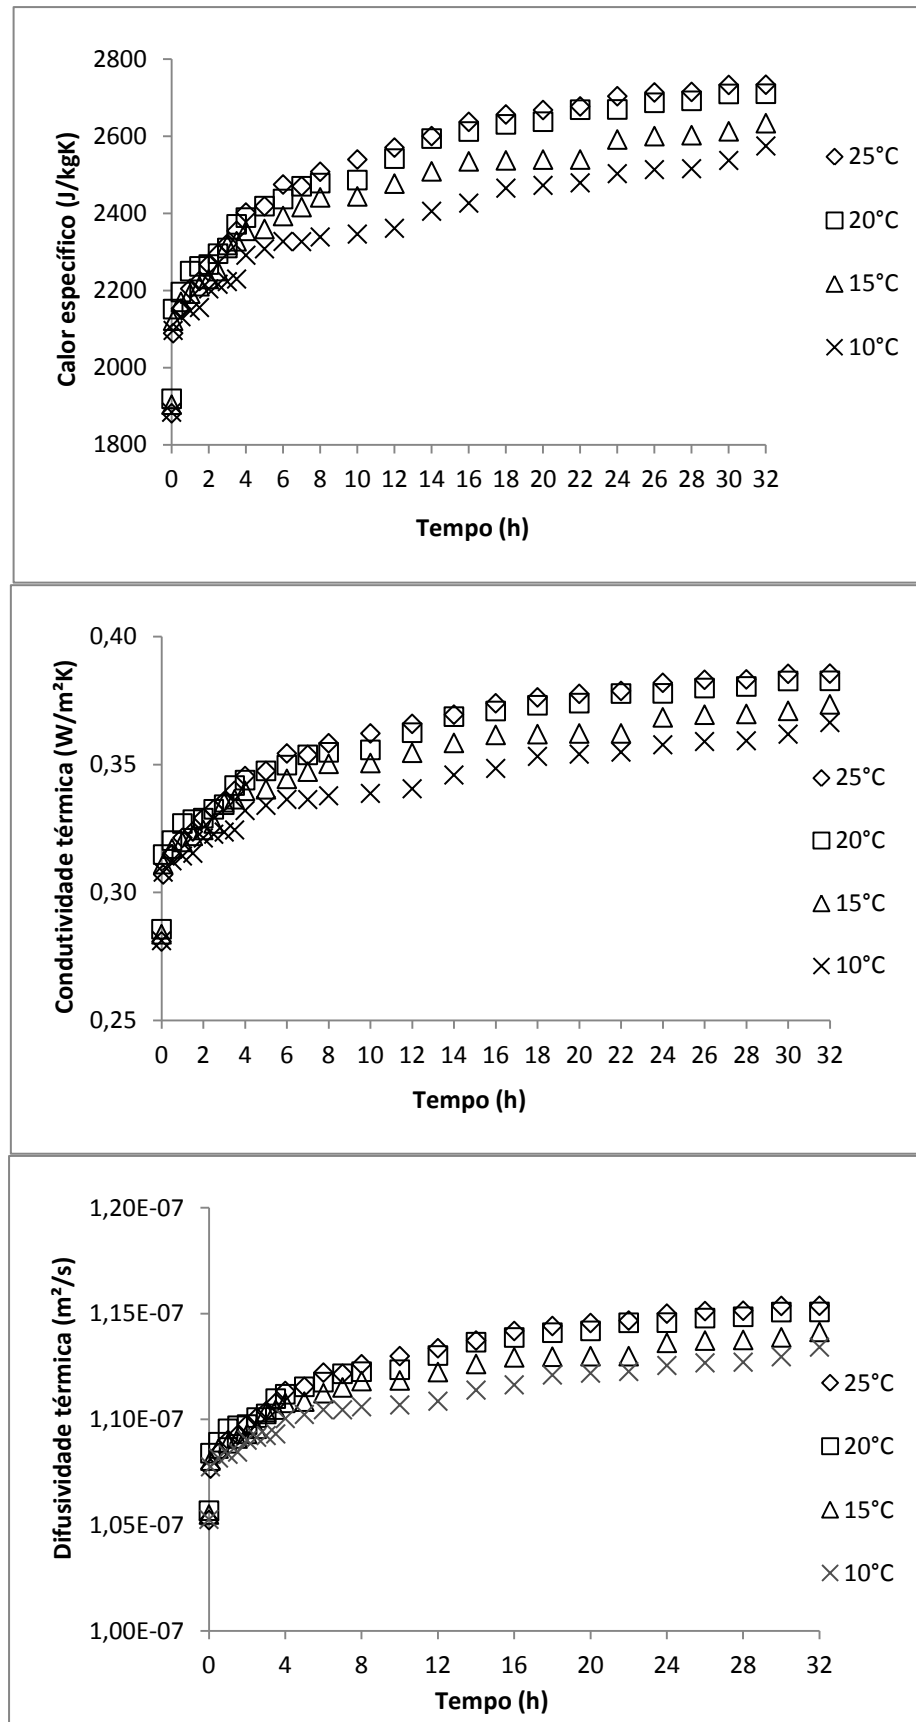 Calor específico (J/kgK)
2800
2600
2400
2200
2000
1800
0 2 4 6 8 10 12 14 16 18 20 22 24 26 28 30 32
Tempo (h)
25°C
20°C
15°C
10°C
Condutividade térmica (W/m²K)
0,40
0,35
0,30
0,25
0 2 4 6 8 10 12 14 16 18 20 22 24 26 28 30 32
Tempo (h)
25°C
20°C
15°C
10°C
Difusividade térmica (m²/s)
1,20E-07
1,15E-07
1,10E-07
1,05E-07
1,00E-07
0 4 8 12 16 20 24 28 32
Tempo (h)
25°C
20°C
15°C
10°C